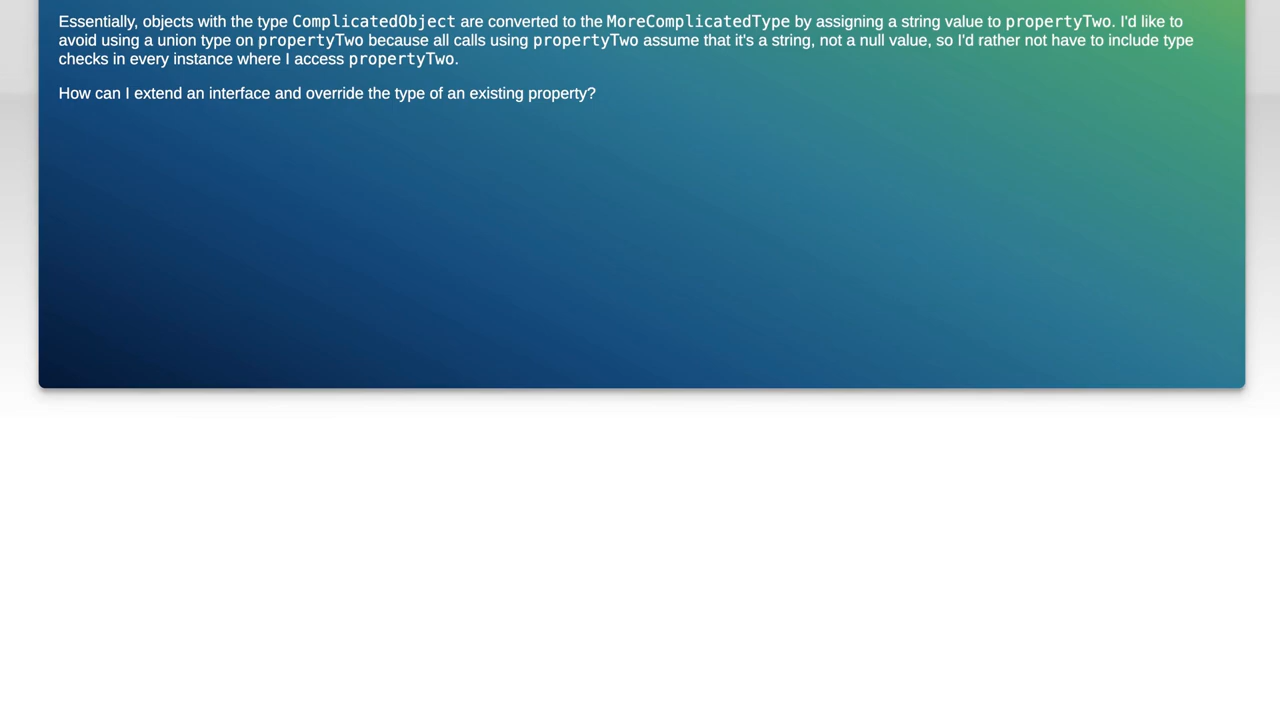 Essentially, objects with the type ComplicatedObject are converted to the MoreComplicatedType by assigning a string value to propertyTwo. I'd like to
avoid using a union type on propertyTwo because all calls using propertyTwo assume that it's a string, not a null value, so I'd rather not have to include type
checks in every instance where I access propertyTwo.
How can I extend an interface and override the type of an existing property?